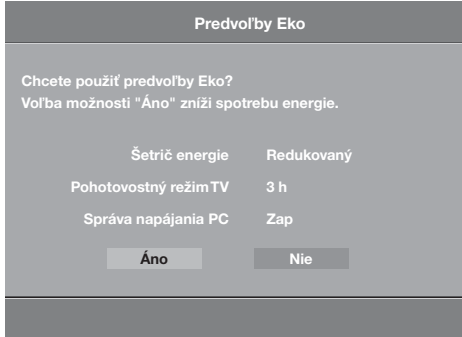 Predvoľby Eko
Chcete použiť predvoľby Eko?
Voľba možnosti "Áno" zníži spotrebu energie.
Šetrič energie Redukovaný
Pohotovostný režim TV 3 h
Správa napájania PC Zap
Áno Nie